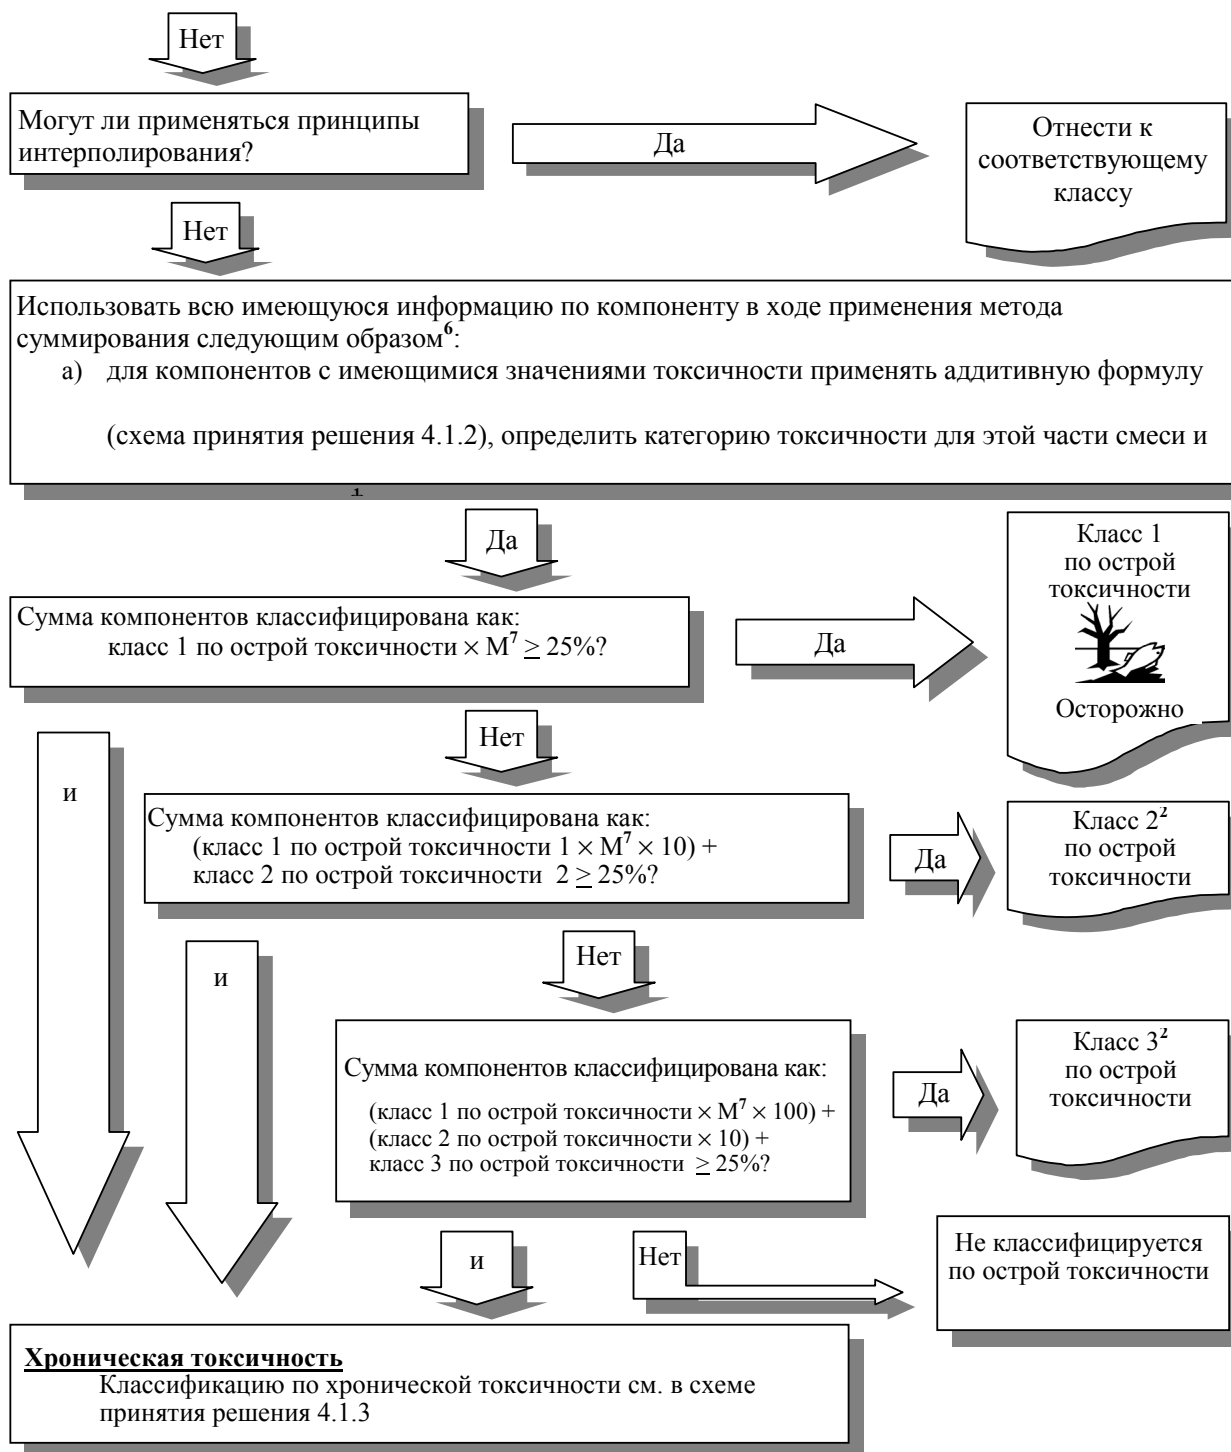 Нет
Могут ли применяться принципы
интерполирования?
Да
Отнести к
соответствующему
классу
Нет
Использовать всю имеющуюся информацию по компоненту в ходе применения метода
суммирования следующим образом⁶:
а) для компонентов с имеющимися значениями токсичности применять аддитивную формулу
(схема принятия решения 4.1.2), определить категорию токсичности для этой части смеси и
Да
Сумма компонентов классифицирована как:
класс 1 по острой токсичности × M⁷ ≥ 25%?
Да
Класс 1
по острой
токсичности
Осторожно
Нет
и
Сумма компонентов классифицирована как:
(класс 1 по острой токсичности 1 × M⁷ × 10) +
класс 2 по острой токсичности 2 ≥ 25%?
Да
Класс 2²
по острой
токсичности
Нет
и
Сумма компонентов классифицирована как:
(класс 1 по острой токсичности × M⁷ × 100) +
(класс 2 по острой токсичности × 10) +
класс 3 по острой токсичности ≥ 25%?
Да
Класс 3²
по острой
токсичности
и
Нет
Не классифицируется
по острой токсичности
Хроническая токсичность
Классификацию по хронической токсичности см. в схеме
принятия решения 4.1.3